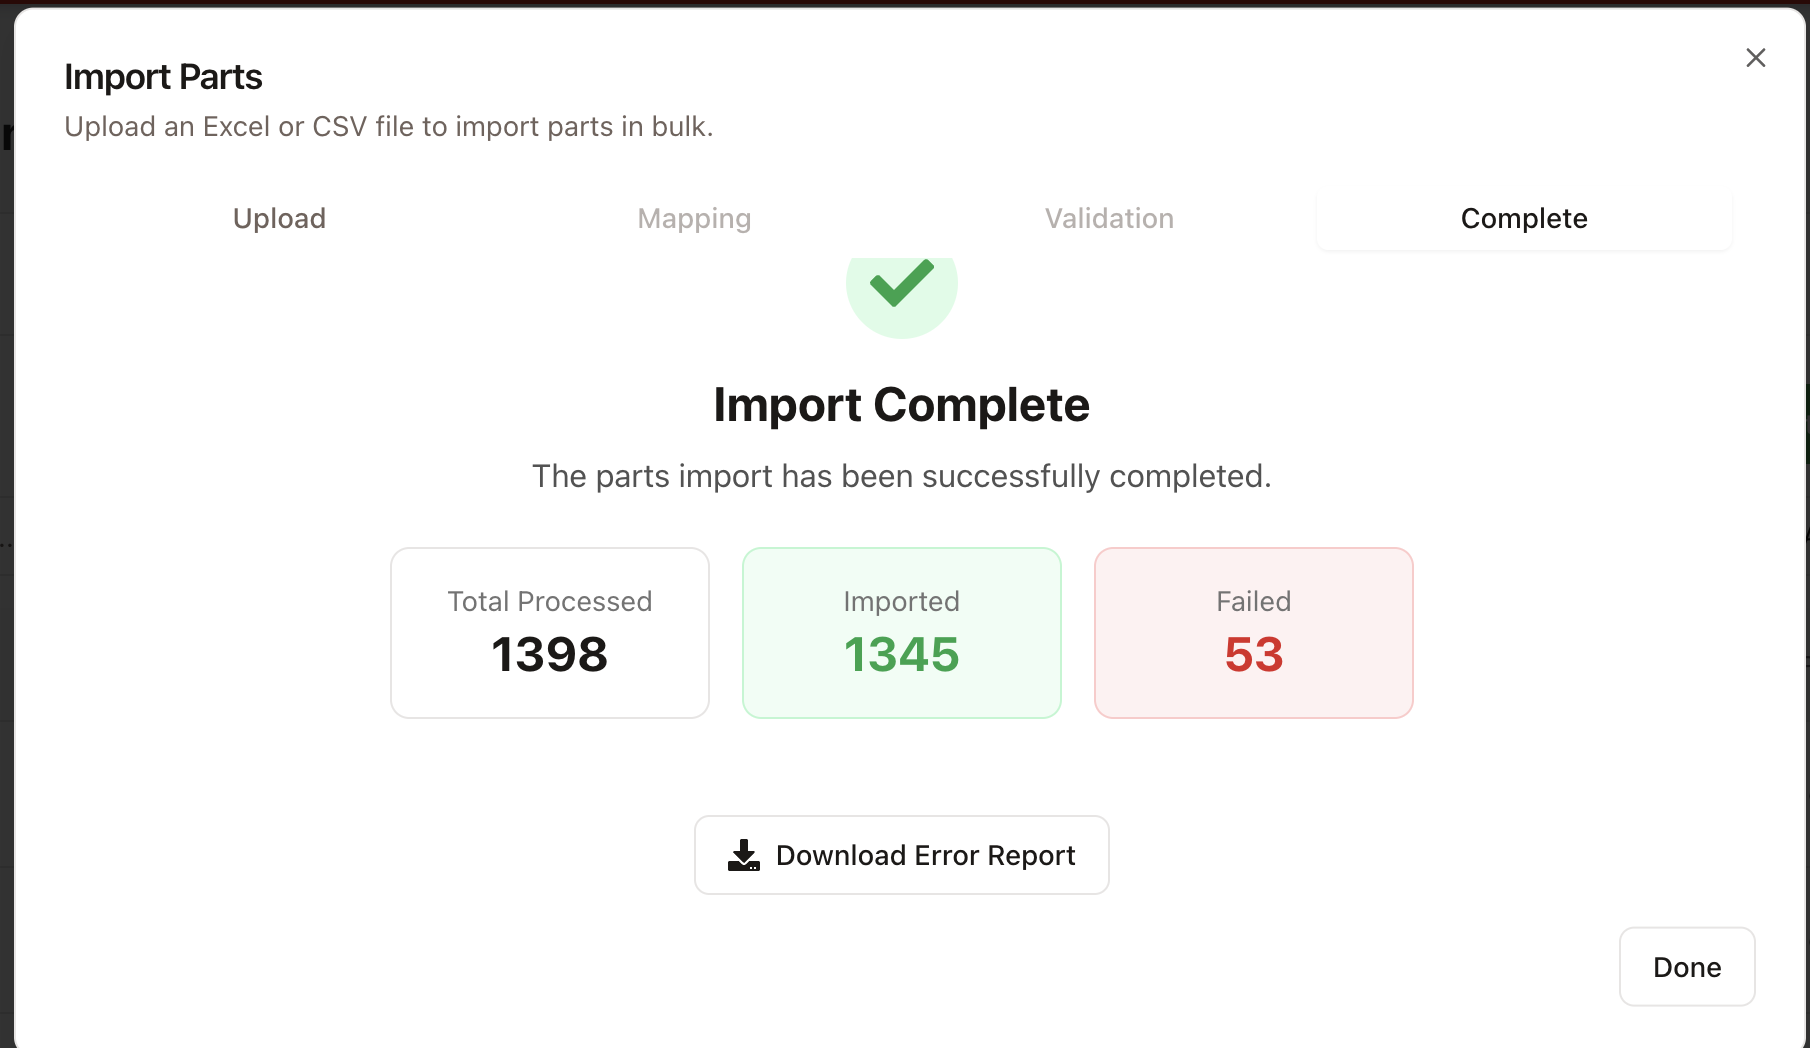 Import Parts
Upload an Excel or CSV file to import parts in bulk.
Upload
Mapping
Validation
Complete
Import Complete
The parts import has been successfully completed.
Total Processed
1398
Imported
1345
Failed
53
Download Error Report
Done